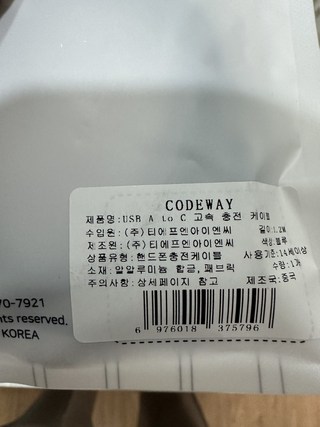 CODEWAY
제품명:USB A to C 고속 충전 케이블
수입원:(주)티에프엔아이엔씨 길이:1.2M
제조원:(주)티에프엔아이엔씨 색상:블루
상품유형:핸드폰충전케이블 사용기준:14세이상
소재:알알루미늄 합금,패브릭 수량:1개
주의사항:상세페이지 참고 제조국:중국
6 976018 375796
70-7921
hts reserved.
KOREA